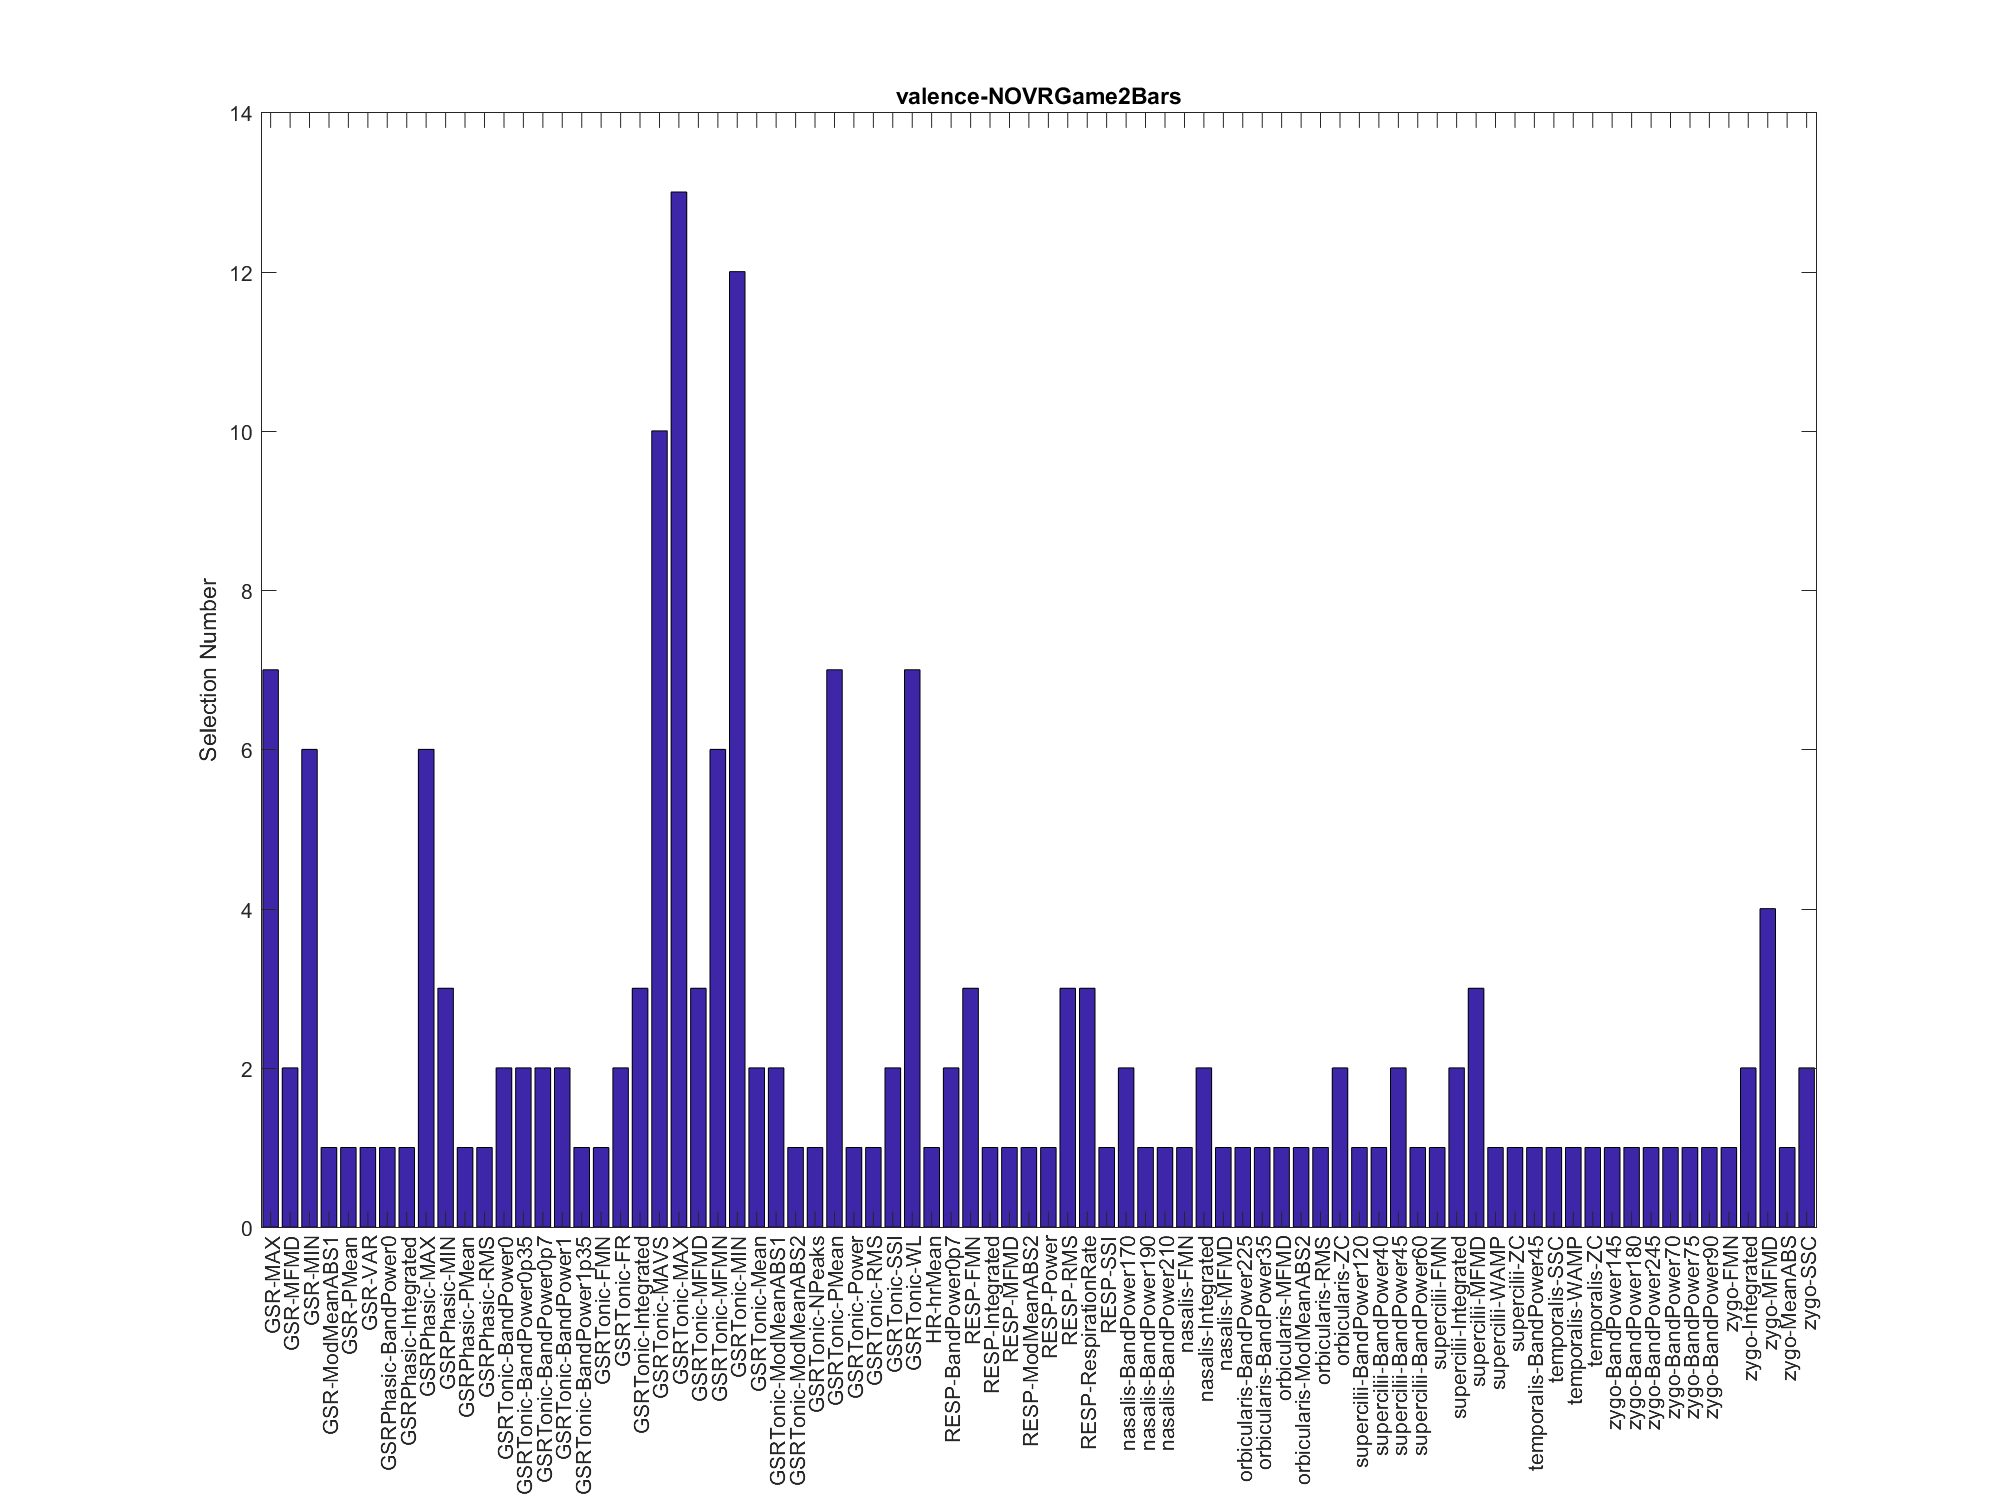 valence-NOVRGame2Bars
14
12
10
8
6
4
2
0
Selection Number
GSR-MAX
GSR-MFMD
GSR-MIN
GSR-ModMeanABS1
GSR-PMean
GSR-VAR
GSRPhasic-BandPower0
GSRPhasic-Integrated
GSRPhasic-MAX
GSRPhasic-MIN
GSRPhasic-PMean
GSRPhasic-RMS
GSRTonic-BandPower0
GSRTonic-BandPower0p35
GSRTonic-BandPower0p7
GSRTonic-BandPower1
GSRTonic-BandPower1p35
GSRTonic-FMN
GSRTonic-FR
GSRTonic-Integrated
GSRTonic-MAVS
GSRTonic-MAX
GSRTonic-MFMD
GSRTonic-MFMN
GSRTonic-MIN
GSRTonic-Mean
GSRTonic-ModMeanABS1
GSRTonic-ModMeanABS2
GSRTonic-NPeaks
GSRTonic-PMean
GSRTonic-Power
GSRTonic-RMS
GSRTonic-SSI
GSRTonic-WL
HR-hrMean
RESP-BandPower0p7
RESP-FMN
RESP-Integrated
RESP-MFMD
RESP-ModMeanABS2
RESP-Power
RESP-RMS
RESP-RespirationRate
RESP-SSI
nasalis-BandPower170
nasalis-BandPower190
nasalis-BandPower210
nasalis-FMN
nasalis-Integrated
nasalis-MFMD
orbicularis-BandPower225
orbicularis-BandPower35
orbicularis-MFMD
orbicularis-ModMeanABS2
orbicularis-RMS
orbicularis-ZC
supercilii-BandPower120
supercilii-BandPower40
supercilii-BandPower45
supercilii-BandPower60
supercilii-FMN
supercilii-Integrated
supercilii-MFMD
supercilii-WAMP
supercilii-ZC
temporalis-BandPower45
temporalis-SSC
temporalis-WAMP
temporalis-ZC
zygo-BandPower145
zygo-BandPower180
zygo-BandPower245
zygo-BandPower70
zygo-BandPower75
zygo-BandPower90
zygo-FMN
zygo-Integrated
zygo-MFMD
zygo-MeanABS
zygo-SSC